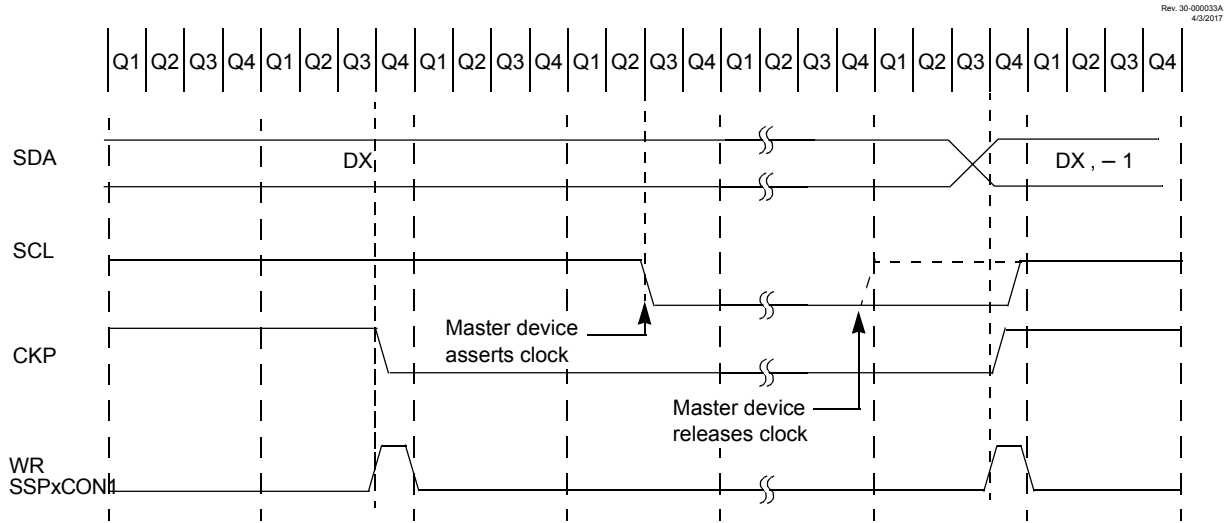 Rev. 30-000033A
4/3/2017
Q1 Q2 Q3 Q4 Q1 Q2 Q3 Q4 Q1 Q2 Q3 Q4 Q1 Q2 Q3 Q4 Q1 Q2 Q3 Q4 Q1 Q2 Q3 Q4 Q1 Q2 Q3 Q4
SDA
DX
DX , – 1
SCL
Master device
asserts clock
CKP
Master device
releases clock
WR
SSPxCON1